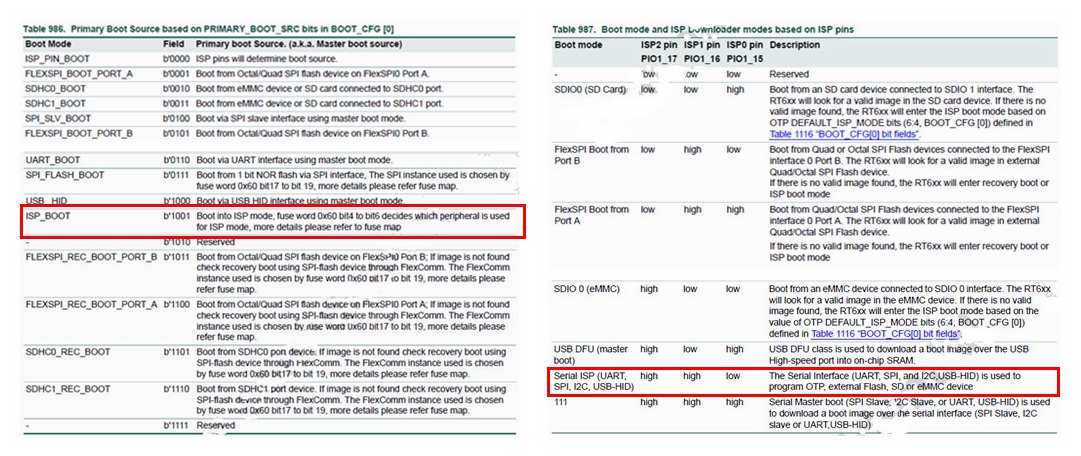 Table 986. Primary Boot Source based on PRIMARY_BOOT_SRC bits in BOOT_CFG [0]
Boot Mode Field Primary boot Source. (a.k.a. Master boot source)
ISP_PIN_BOOT b'0000 ISP pins will determine boot source.
FLEXSPI_BOOT_PORT_A b'0001 Boot from Octal/Quad SPI flash device on FlexSPI0 Port A.
SDHC0_BOOT b'0010 Boot from eMMC device or SD card connected to SDHC0 port.
SDHC1_BOOT b'0011 Boot from eMMC device or SD card connected to SDHC1 port.
SPI_SLV_BOOT b'0100 Boot via SPI slave interface using master boot mode.
FLEXSPI_BOOT_PORT_B b'0101 Boot from Octal/Quad SPI flash device on FlexSPI0 Port B.
UART_BOOT b'0110 Boot via UART interface using master boot mode.
SPI_FLASH_BOOT b'0111 Boot from 1 bit NOR flash via SPI interface, The SPI instance used is chosen by
fuse word 0x60 bit17 to bit 19, more details please refer fuse map.
USB_HID b'1000 Boot via USB HID interface using master boot mode.
ISP_BOOT b'1001 Boot into ISP mode, fuse word 0x60 bit4 to bit6 decides which peripheral is used
for ISP mode, more details please refer to fuse map
- b'1010 Reserved
FLEXSPI_REC_BOOT_PORT_B b'1011 Boot from Octal/Quad SPI flash device on FlexSPI0 Port B; If image is not found
check recovery boot using SPI-flash device through FlexComm. The FlexComm
instance used is chosen by fuse word 0x60 bit17 to bit 19, more details please
refer fuse map.
FLEXSPI_REC_BOOT_PORT_A b'1100 Boot from Octal/Quad SPI flash device on FlexSPI0 Port A; If image is not found
check recovery boot using SPI-flash device through FlexComm. The FlexComm
instance used is chosen by fuse word 0x60 bit17 to bit 19, more details please
refer fuse map.
SDHC0_REC_BOOT b'1101 Boot from SDHC0 port device. If image is not found check recovery boot using
SPI-flash device through FlexComm. The FlexComm instance used is chosen by
fuse word 0x60 bit17 to bit 19, more details please refer fuse map.
SDHC1_REC_BOOT b'1110 Boot from SDHC1 port device. If image is not found check recovery boot using
SPI-flash device through FlexComm. The FlexComm instance used is chosen by
fuse word 0x60 bit17 to bit 19, more details please refer fuse map.
- b'1111 Reserved
Table 987. Boot mode and ISP Downloader modes based on ISP pins
Boot mode ISP2 pin ISP1 pin ISP0 pin Description
PIO1_17 PIO1_16 PIO1_15
- low low low Reserved
SDIO0 (SD Card) low low high Boot from an SD card device connected to SDIO 1 interface. The
RT6xx will look for a valid image in the SD card device. If there is no
valid image found, the RT6xx will enter the ISP boot mode based on
OTP DEFAULT_ISP_MODE bits (6:4, BOOT_CFG [0]) defined in
Table 1116 "BOOT_CFG[0] bit fields".
FlexSPI Boot from low high low Boot from Quad or Octal SPI Flash devices connected to the FlexSPI
Port B interface 0 Port B. The RT6xx will look for a valid image in external
Quad/Octal SPI Flash device.
If there is no valid image found, the RT6xx will enter recovery boot or
ISP boot mode
FlexSPI Boot from low high high Boot from Quad/Octal SPI Flash devices connected to the FlexSPI
Port A interface 0 Port A. The RT6xx will look for a valid image in external
Quad/Octal SPI Flash device
If there is no valid image found, the RT6xx will enter recovery boot or
ISP boot mode
SDIO 0 (eMMC) high low low Boot from an eMMC device connected to SDIO 0 interface. The RT6xx
will look for a valid image in the eMMC device. If there is no valid
image found, the RT6xx will enter the ISP boot mode based on the
value of OTP DEFAULT_ISP_MODE bits (6:4, BOOT_CFG [0])
defined in Table 1116 "BOOT_CFG[0] bit fields".
USB DFU (master high low high USB DFU class is used to download a boot image over the USB
boot) High-speed port into on-chip SRAM.
Serial ISP (UART, high high low The Serial Interface (UART, SPI, and I2C,USB-HID) is used to
SPI, I2C, USB-HID) program OTP, external Flash, SD or eMMC device
111 high high high Serial Master boot (SPI Slave, I2C Slave, or UART, USB-HID) is used
to download a boot image over the serial interface (SPI Slave, I2C
slave or UART,USB-HID)